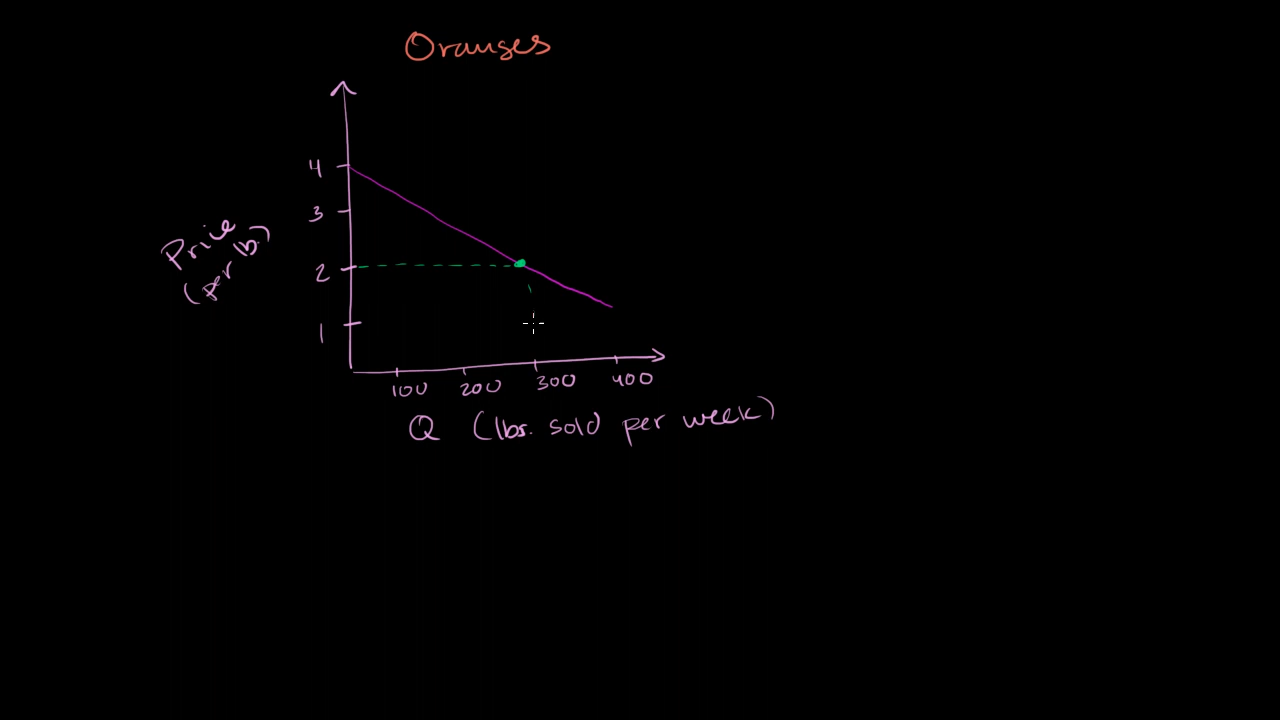 Oranges
4
3
2
1
Price
(per lb.)
100 200 300 400
Q (lbs. sold per week)